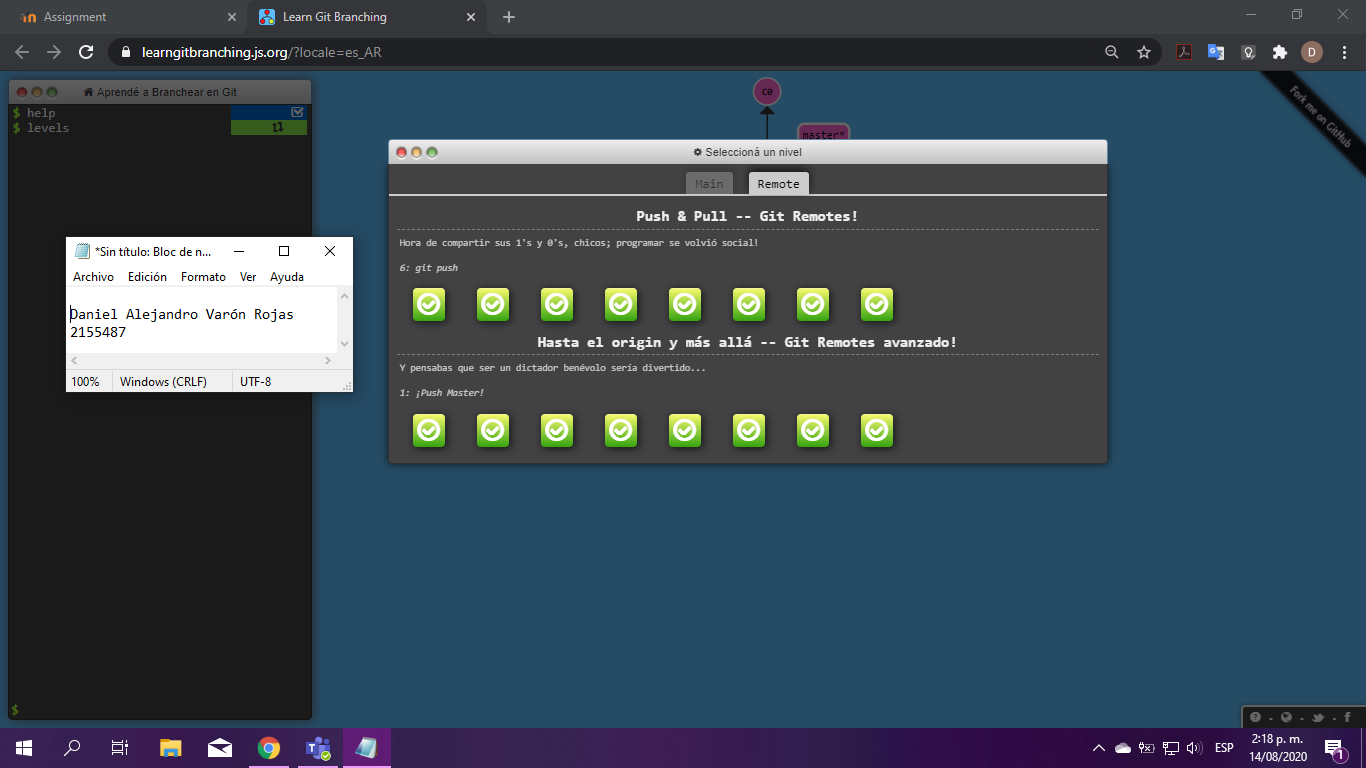 Assignment
Learn Git Branching
learngitbranching.js.org/?locale=es_AR
D
Aprendé a Branchear en Git
$ help
$ levels
$
C0
master*
Fork me on GitHub
Seleccioná un nivel
Main
Remote
Push & Pull -- Git Remotes!
Hora de compartir sus 1's y 0's, chicos; programar se volvió social!
6: git push
Hasta el origin y más allá -- Git Remotes avanzado!
Y pensabas que ser un dictador benévolo sería divertido...
1: ¡Push Master!
*Sin título: Bloc de n...
Archivo Edición Formato Ver Ayuda
Daniel Alejandro Varón Rojas
2155487
100% Windows (CRLF) UTF-8
ESP
2:18 p. m.
14/08/2020
1